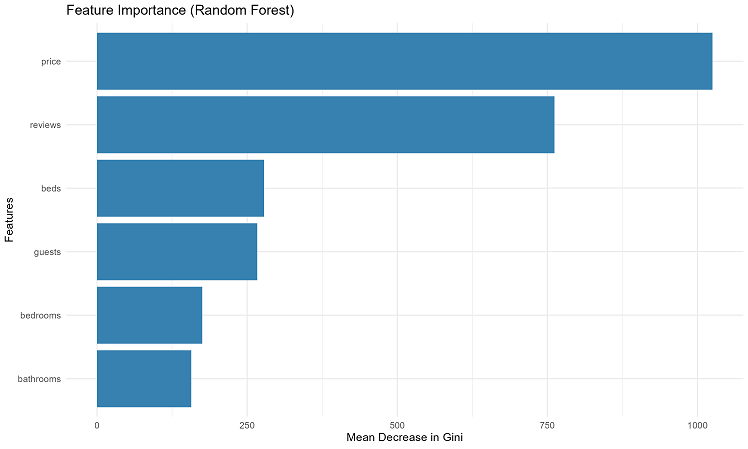 Feature Importance (Random Forest)
price
reviews
beds
guests
bedrooms
bathrooms
Features
0 250 500 750 1000
Mean Decrease in Gini